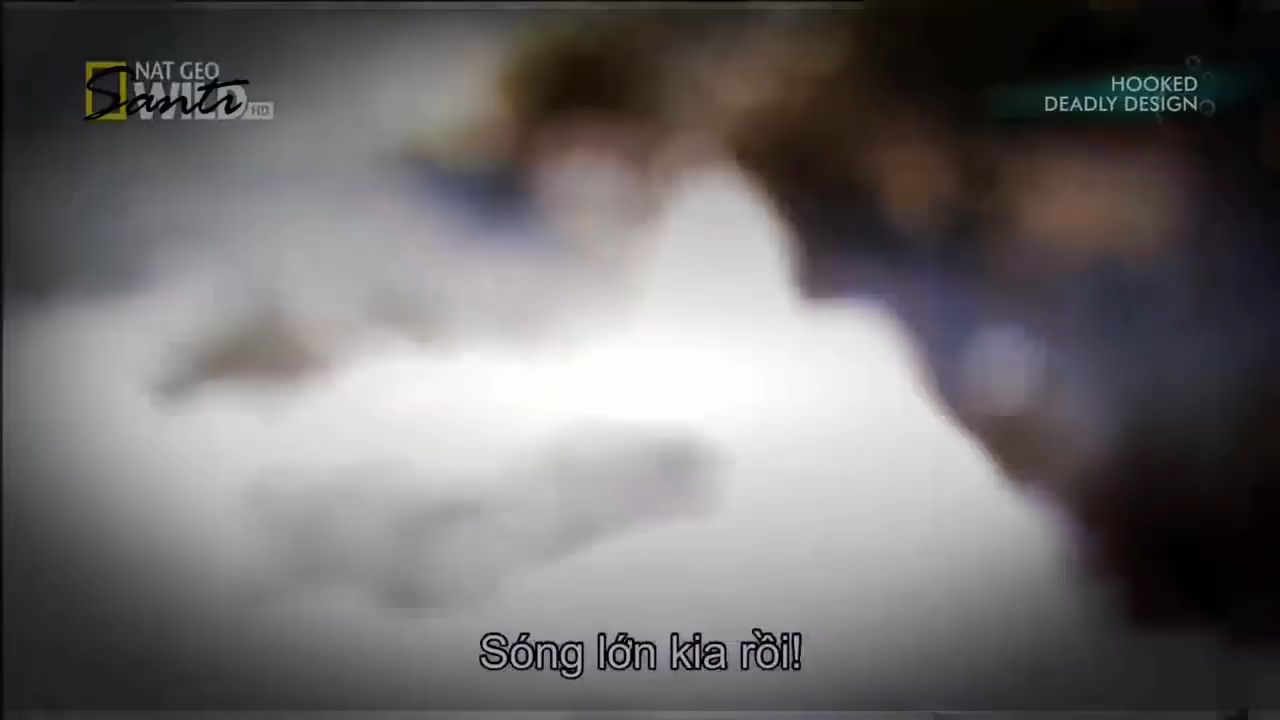 NAT GEO
WILD HD
Santi
HOOKED
DEADLY DESIGN
Sóng lớn kia rồi!